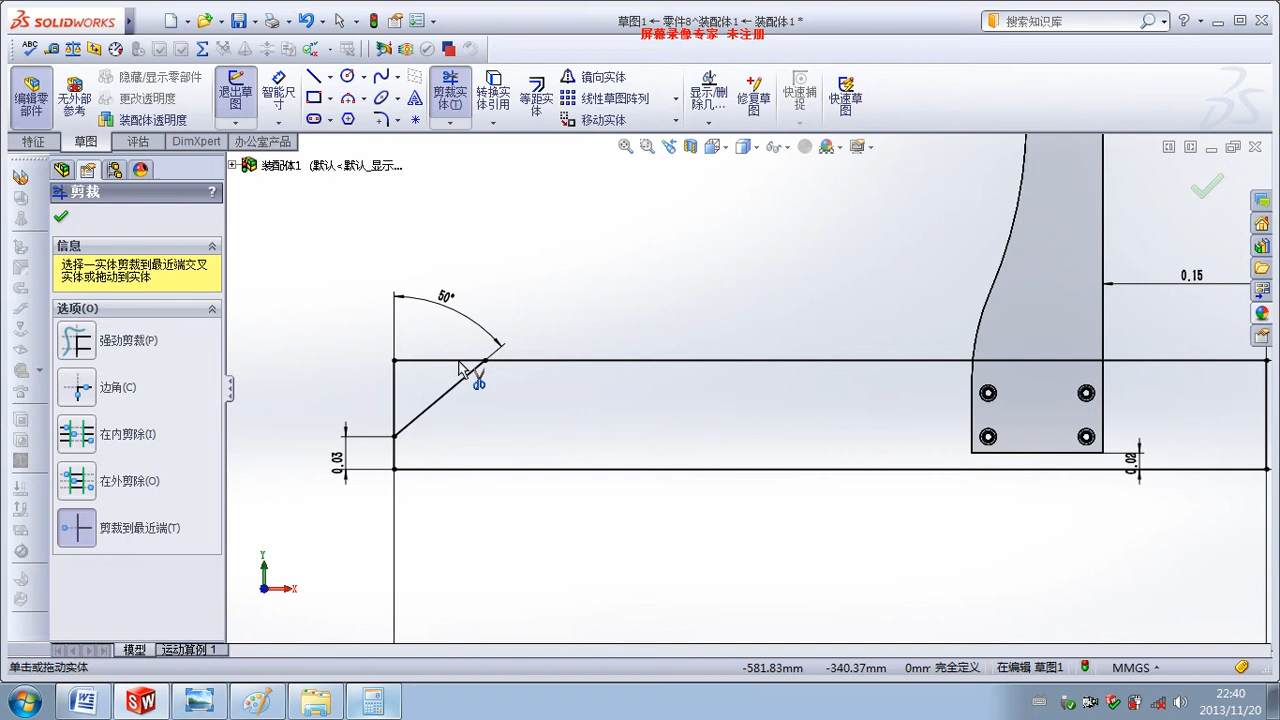 SOLIDWORKS
草图1 ← 零件8^装配体1 ← 装配体1 *
搜索知识库
屏幕录像专家 未注册
ABC
编辑零部件
无外部参考
隐藏/显示零部件
更改透明度
装配体透明度
退出草图
智能尺寸
剪裁实体(T)
转换实体引用
等距实体
镜向实体
线性草图阵列
移动实体
显示/删除几...
修复草图
快速捕捉
快速草图
特征
草图
评估
DimXpert
办公室产品
剪裁
?
装配体1 (默认<默认_显示...
信息
选择一实体剪裁到最近端交叉
实体或拖动到实体
选项(O)
强劲剪裁(P)
边角(C)
在内剪除(I)
在外剪除(O)
剪裁到最近端(T)
50°
0.15
0.03
0.02
Y
X
模型
运动算例 1
单击或拖动实体
-581.83mm
-340.37mm
0mm 完全定义
在编辑 草图1
MMGS
22:40
2013/11/20